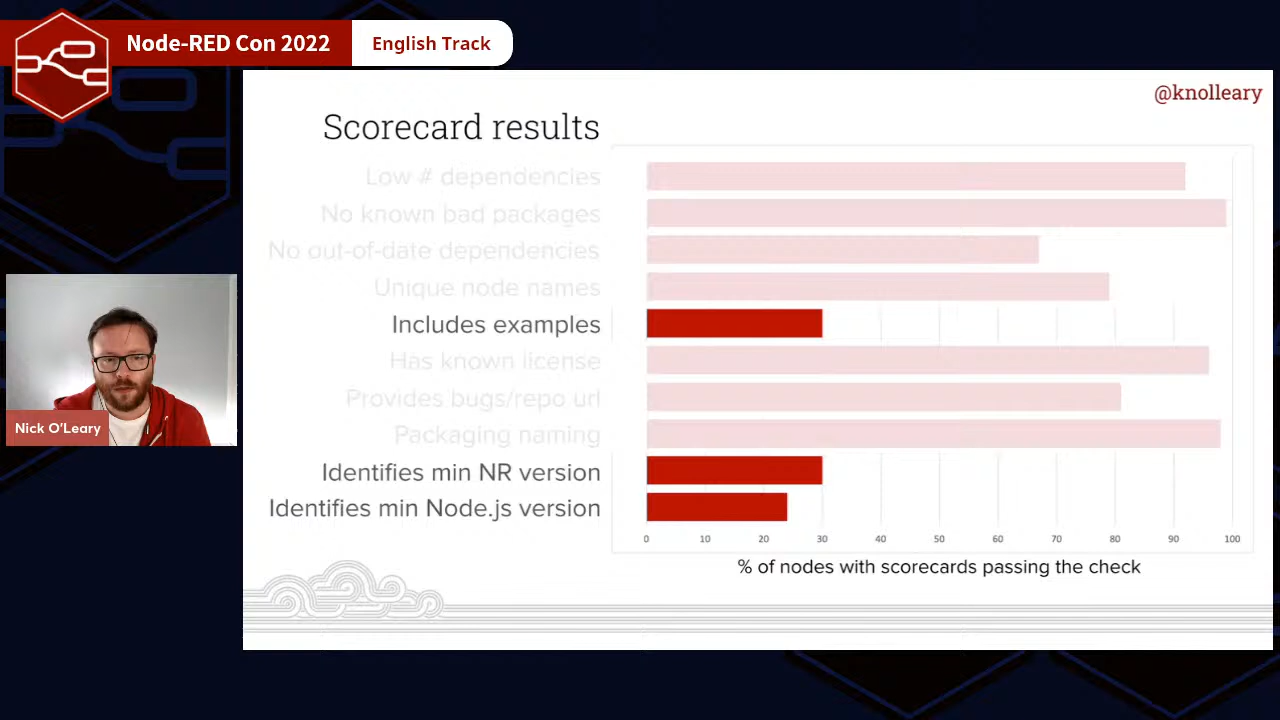 Node-RED Con 2022
English Track
@knolleary
Scorecard results
Low # dependencies
No known bad packages
No out-of-date dependencies
Unique node names
Includes examples
Has known license
Provides bugs/repo url
Packaging naming
Identifies min NR version
Identifies min Node.js version
0 10 20 30 40 50 60 70 80 90 100
% of nodes with scorecards passing the check
Nick O'Leary